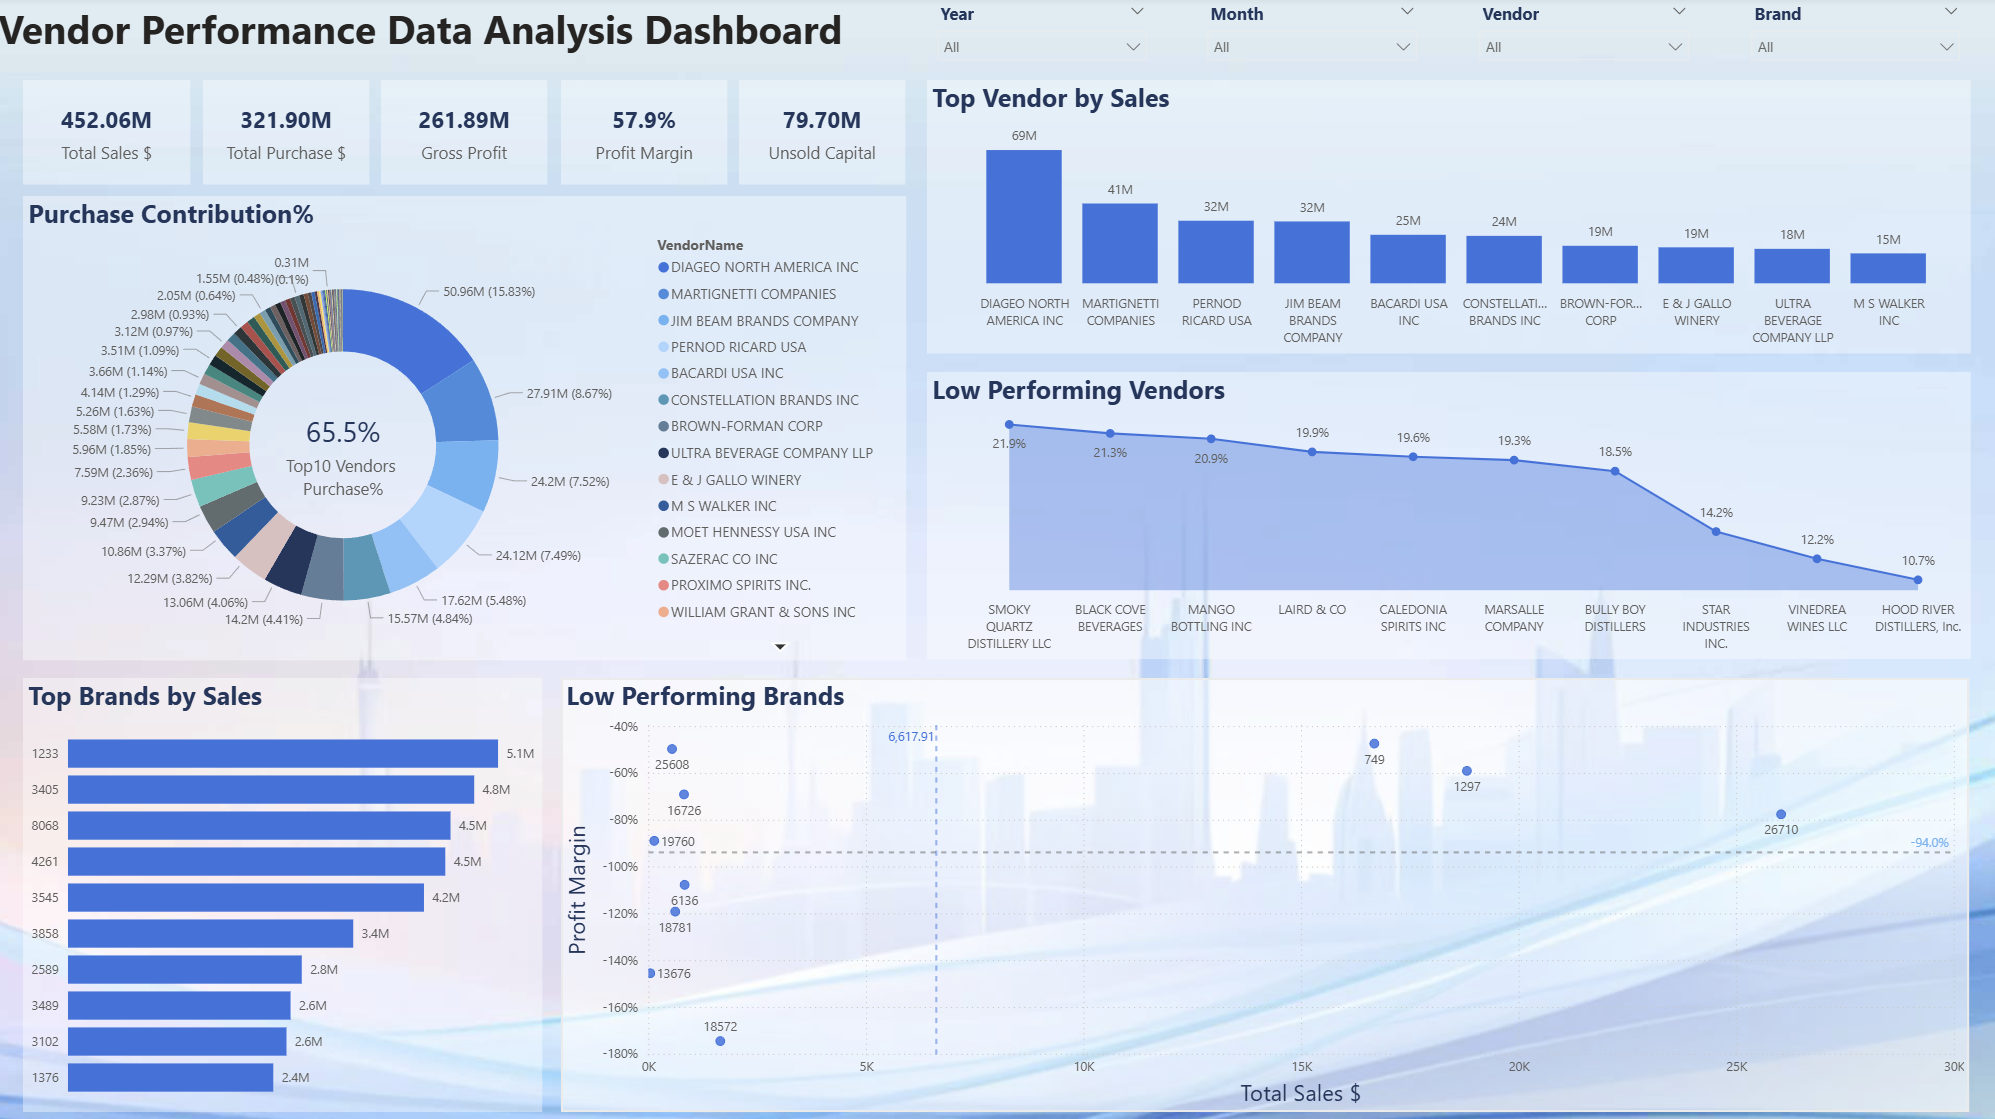 Vendor Performance Data Analysis Dashboard
Year
All
Month
All
Vendor
All
Brand
All
452.06M
Total Sales $
321.90M
Total Purchase $
261.89M
Gross Profit
57.9%
Profit Margin
79.70M
Unsold Capital
Purchase Contribution%
0.31M
(0.1%)
1.55M (0.48%)
2.05M (0.64%)
2.98M (0.93%)
3.12M (0.97%)
3.51M (1.09%)
3.66M (1.14%)
4.14M (1.29%)
5.26M (1.63%)
5.58M (1.73%)
5.96M (1.85%)
7.59M (2.36%)
9.23M (2.87%)
9.47M (2.94%)
10.86M (3.37%)
12.29M (3.82%)
13.06M (4.06%)
14.2M (4.41%)
15.57M (4.84%)
17.62M (5.48%)
24.12M (7.49%)
24.2M (7.52%)
27.91M (8.67%)
50.96M (15.83%)
65.5%
Top10 Vendors
Purchase%
VendorName
DIAGEO NORTH AMERICA INC
MARTIGNETTI COMPANIES
JIM BEAM BRANDS COMPANY
PERNOD RICARD USA
BACARDI USA INC
CONSTELLATION BRANDS INC
BROWN-FORMAN CORP
ULTRA BEVERAGE COMPANY LLP
E & J GALLO WINERY
M S WALKER INC
MOET HENNESSY USA INC
SAZERAC CO INC
PROXIMO SPIRITS INC.
WILLIAM GRANT & SONS INC
Top Vendor by Sales
69M
41M
32M
32M
25M
24M
19M
19M
18M
15M
DIAGEO NORTH
AMERICA INC
MARTIGNETTI
COMPANIES
PERNOD
RICARD USA
JIM BEAM
BRANDS
COMPANY
BACARDI USA
INC
CONSTELLATI...
BRANDS INC
BROWN-FOR...
CORP
E & J GALLO
WINERY
ULTRA
BEVERAGE
COMPANY LLP
M S WALKER
INC
Low Performing Vendors
21.9%
21.3%
20.9%
19.9%
19.6%
19.3%
18.5%
14.2%
12.2%
10.7%
SMOKY
QUARTZ
DISTILLERY LLC
BLACK COVE
BEVERAGES
MANGO
BOTTLING INC
LAIRD & CO
CALEDONIA
SPIRITS INC
MARSALLE
COMPANY
BULLY BOY
DISTILLERS
STAR
INDUSTRIES
INC.
VINEDREA
WINES LLC
HOOD RIVER
DISTILLERS, Inc.
Top Brands by Sales
1233 5.1M
3405 4.8M
8068 4.5M
4261 4.5M
3545 4.2M
3858 3.4M
2589 2.8M
3489 2.6M
3102 2.6M
1376 2.4M
Low Performing Brands
Profit Margin
-40%
-60%
-80%
-100%
-120%
-140%
-160%
-180%
6,617.91
25608
16726
19760
6136
18781
13676
18572
749
1297
26710
-94.0%
0K
5K
10K
15K
20K
25K
30K
Total Sales $